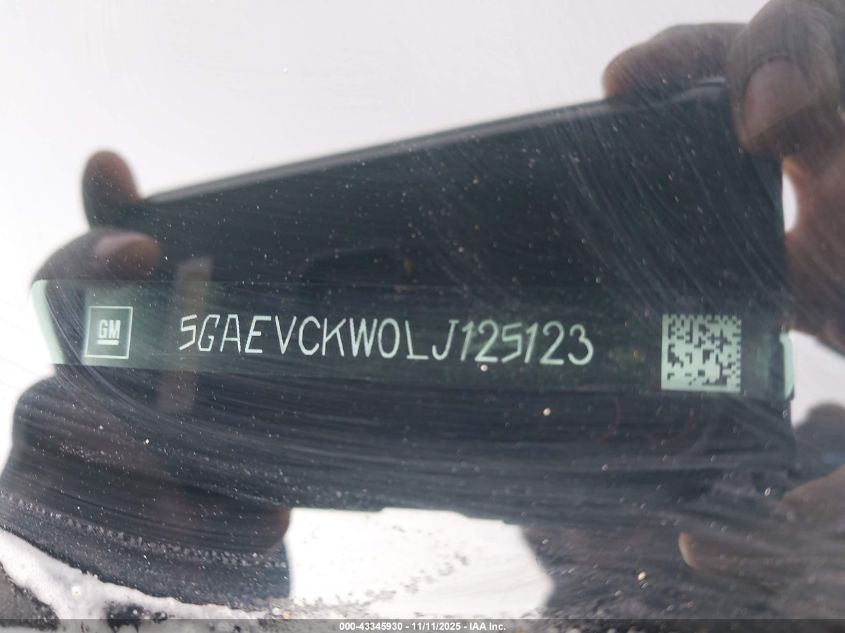 GM
5GAEVCKW0LJ125123
000-43345930 - 11/11/2025 - IAA Inc.